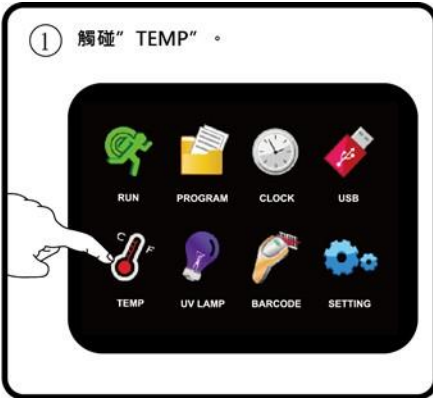 ① 觸碰”TEMP”。
RUN PROGRAM CLOCK USB
C F
TEMP UV LAMP BARCODE SETTING